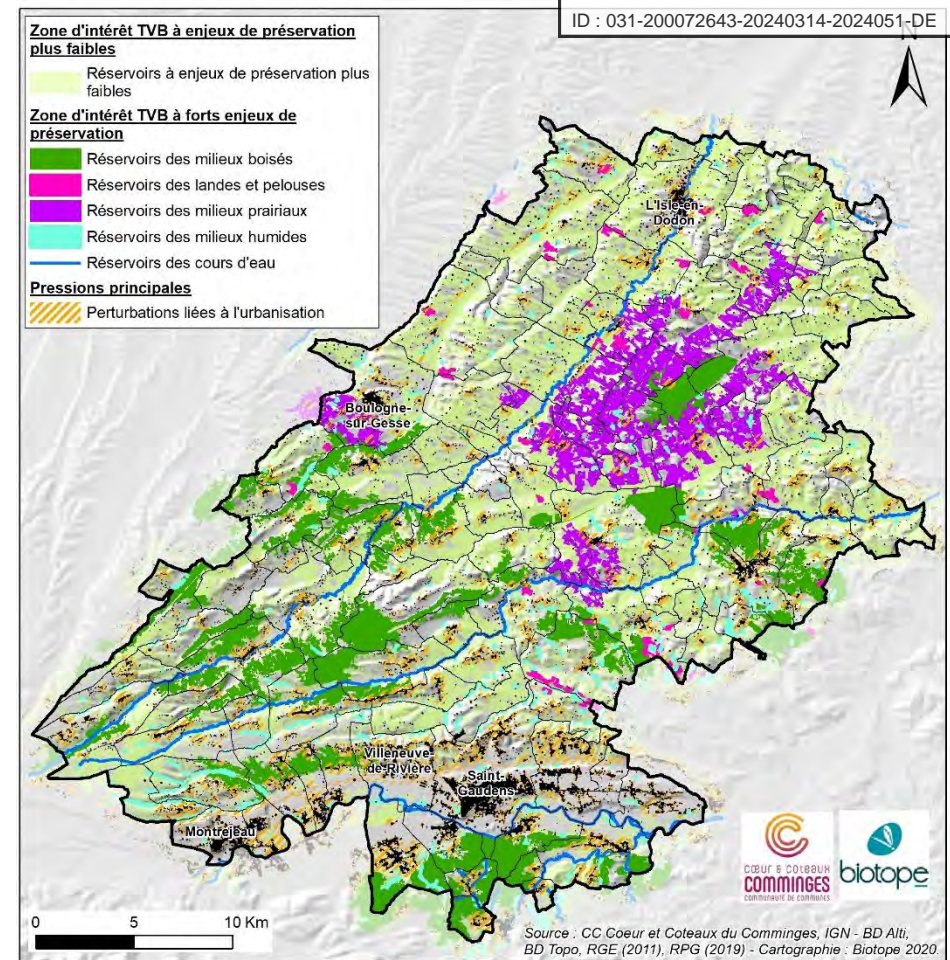 ID : 031-200072643-20240314-2024051-DE
N
Zone d'intérêt TVB à enjeux de préservation
plus faibles
Réservoirs à enjeux de préservation plus
faibles
Zone d'intérêt TVB à forts enjeux de
préservation
Réservoirs des milieux boisés
Réservoirs des landes et pelouses
Réservoirs des milieux prairiaux
Réservoirs des milieux humides
Réservoirs des cours d'eau
Pressions principales
Perturbations liées à l'urbanisation
L'Isle-en-
Dodon
Boulogne-
sur-Gesse
Villeneuve-
de-Rivière
Saint-
Gaudens
Montréjeau
CŒUR & COTEAUX
COMMINGES
COMMUNAUTÉ DE COMMUNES
biotope
0 5 10 Km
Source : CC Coeur et Coteaux du Comminges, IGN - BD Alti,
BD Topo, RGE (2011), RPG (2019) - Cartographie : Biotope 2020